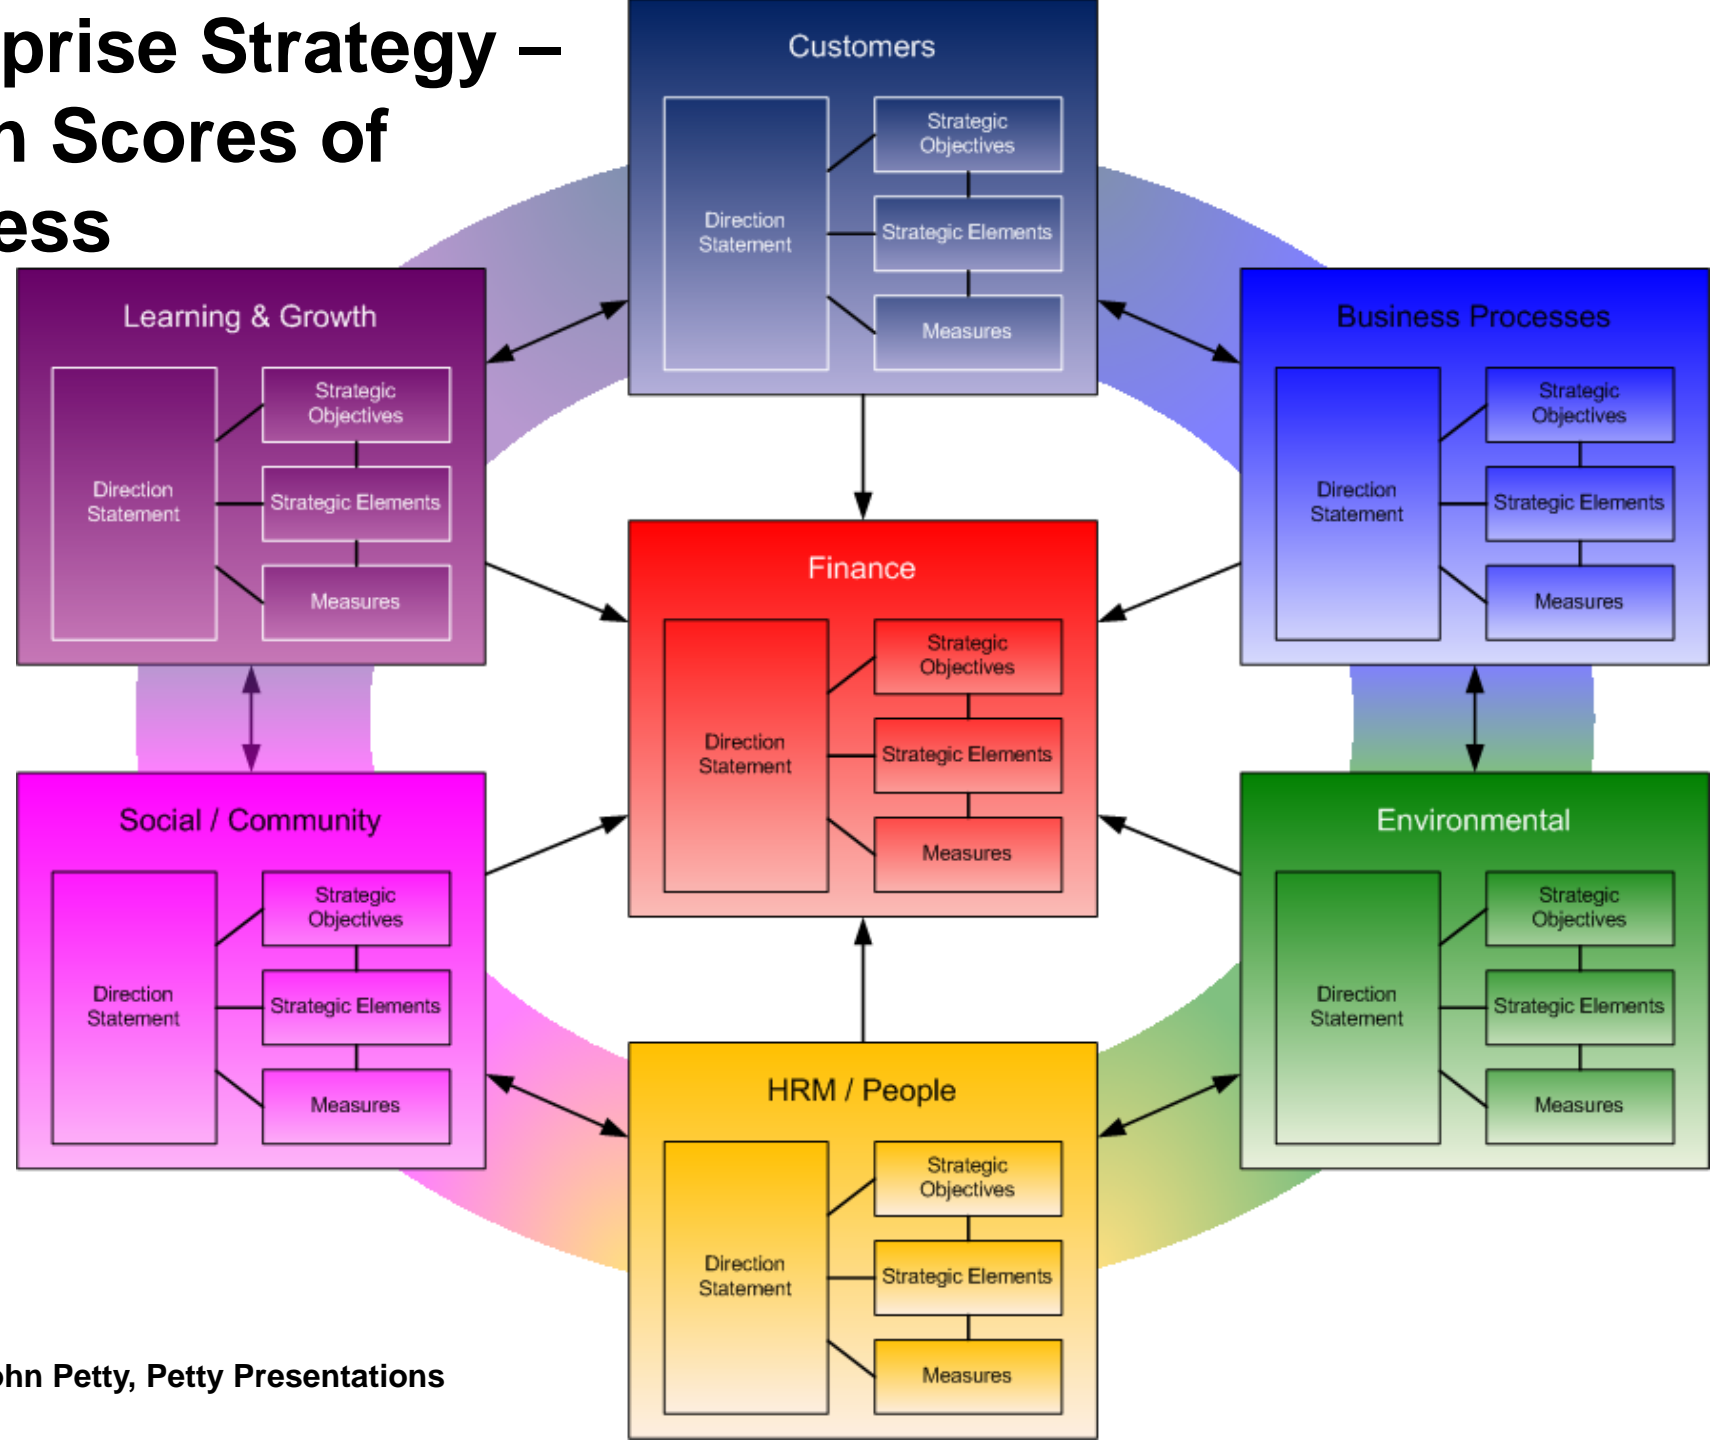 prise Strategy –
n Scores of
ess
Customers
Direction
Statement
Strategic
Objectives
Strategic Elements
Measures
Learning & Growth
Direction
Statement
Strategic
Objectives
Strategic Elements
Measures
Business Processes
Direction
Statement
Strategic
Objectives
Strategic Elements
Measures
Finance
Direction
Statement
Strategic
Objectives
Strategic Elements
Measures
Social / Community
Direction
Statement
Strategic
Objectives
Strategic Elements
Measures
Environmental
Direction
Statement
Strategic
Objectives
Strategic Elements
Measures
HRM / People
Direction
Statement
Strategic
Objectives
Strategic Elements
Measures
ohn Petty, Petty Presentations